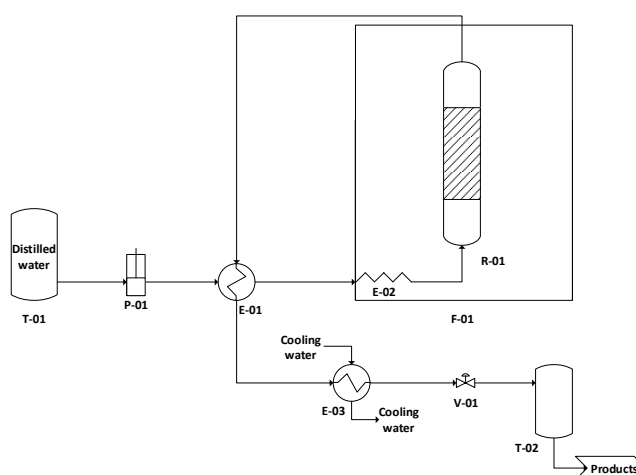 Distilled
water
T-01
P-01
E-01
E-02
R-01
F-01
Cooling
water
E-03
Cooling
water
V-01
T-02
Products